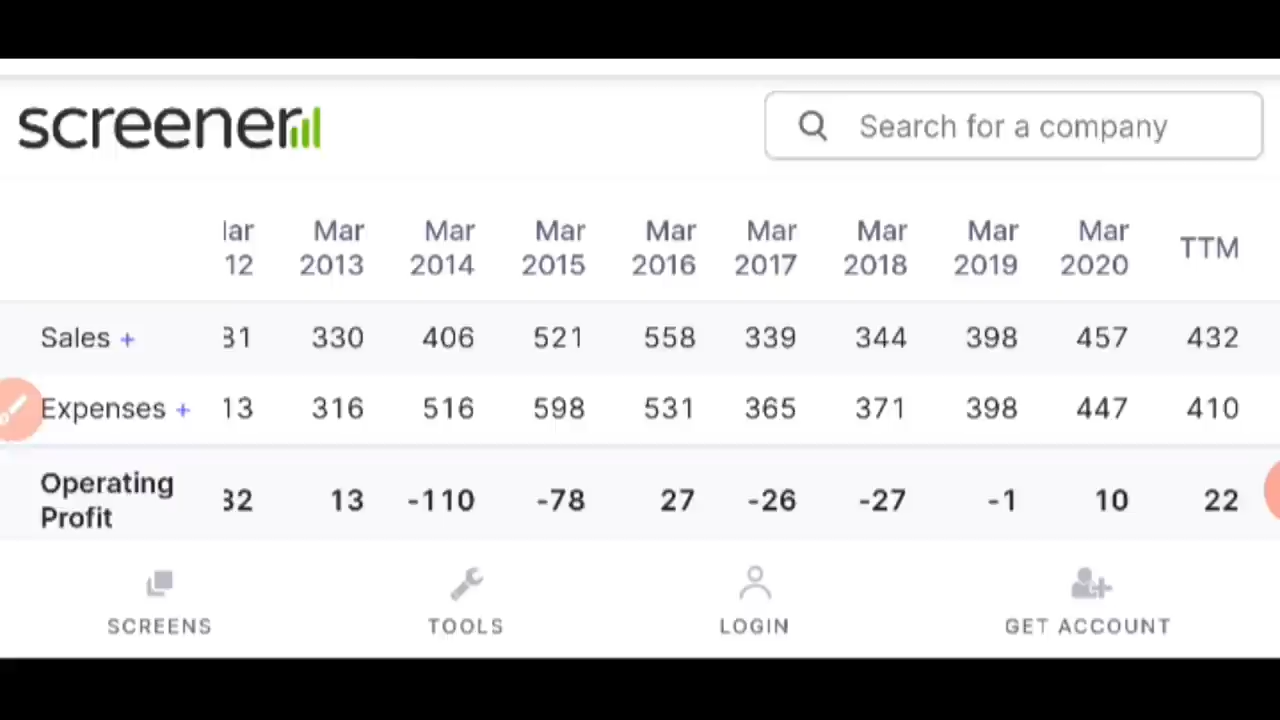 screener
Search for a company
Mar Mar Mar Mar Mar Mar Mar Mar TTM
12 2013 2014 2015 2016 2017 2018 2019 2020
Sales + 330 406 521 558 339 344 398 457 432
Expenses + 13 316 516 598 531 365 371 398 447 410
Operating
Profit 13 -110 -78 27 -26 -27 -1 10 22
SCREENS TOOLS LOGIN GET ACCOUNT